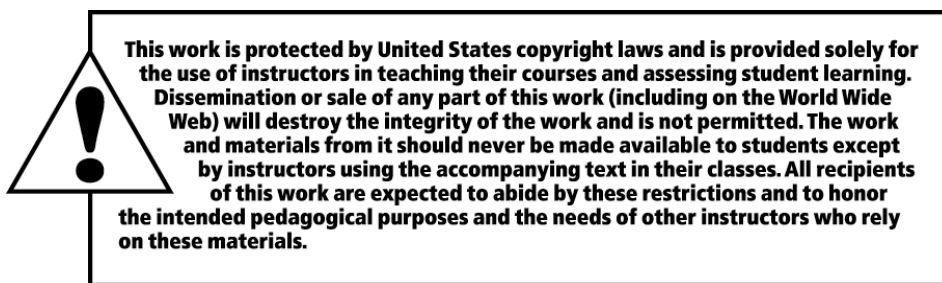 This work is protected by United States copyright laws and is provided solely for
the use of instructors in teaching their courses and assessing student learning.
Dissemination or sale of any part of this work (including on the World Wide
Web) will destroy the integrity of the work and is not permitted. The work
and materials from it should never be made available to students except
by instructors using the accompanying text in their classes. All recipients
of this work are expected to abide by these restrictions and to honor
the intended pedagogical purposes and the needs of other instructors who rely
on these materials.